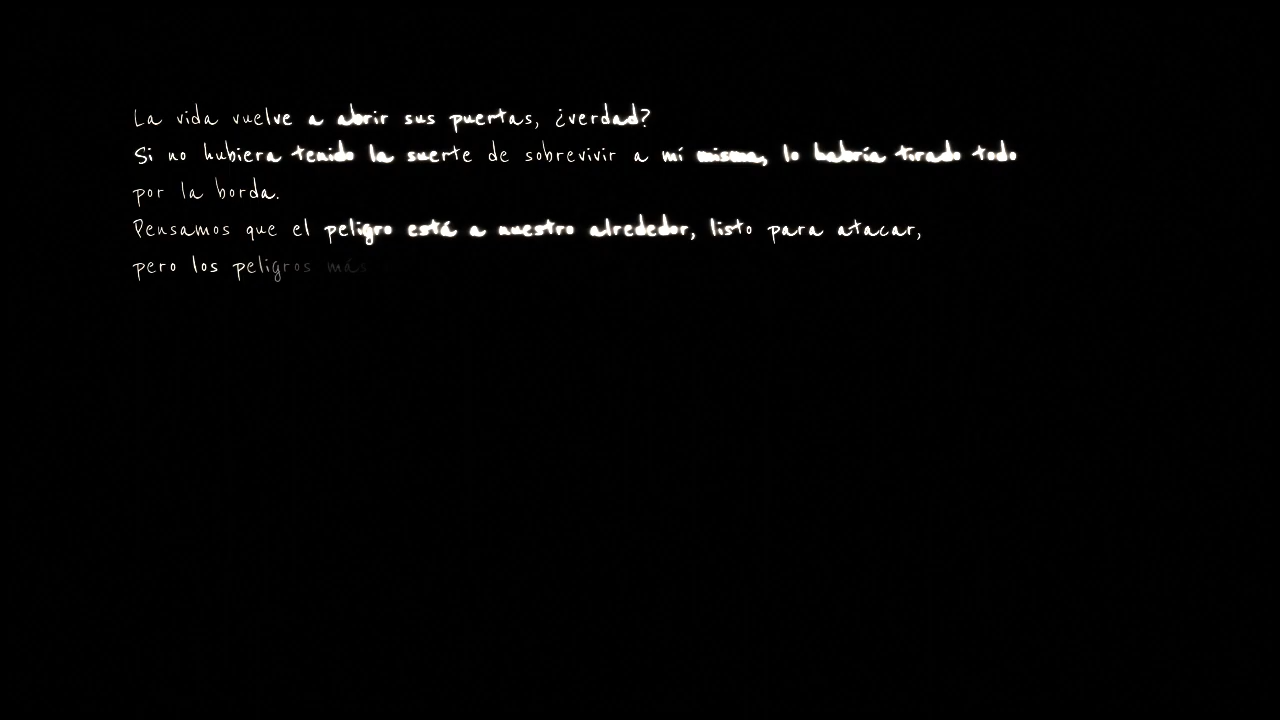 La vida vuelve a abrir sus puertas, ¿verdad?
Si no hubiera tenido la suerte de sobrevivir a mí misma, lo habría tirado todo
por la borda.
Pensamos que el peligro está a nuestro alrededor, listo para atacar,
pero los peligros más